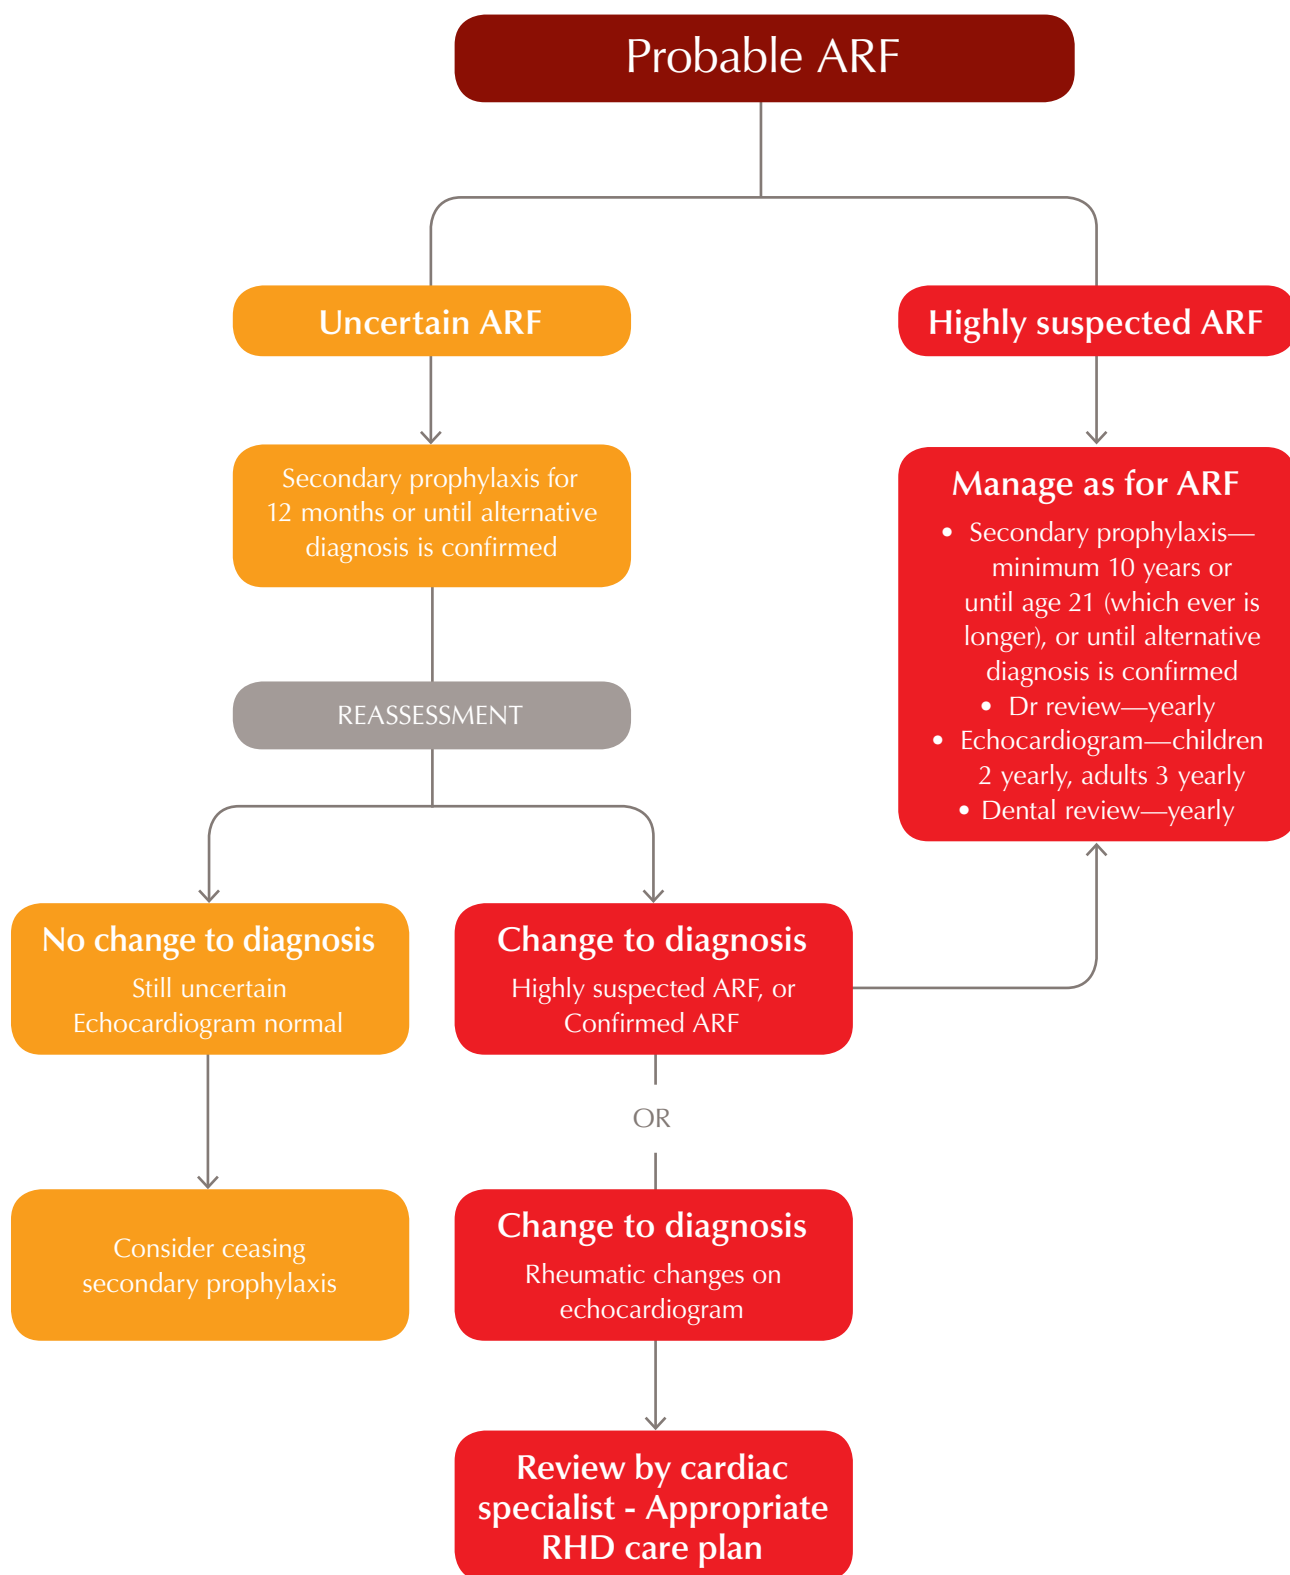 Probable ARF
Uncertain ARF
Highly suspected ARF
Secondary prophylaxis for
12 months or until alternative
diagnosis is confirmed
Manage as for ARF
• Secondary prophylaxis—
minimum 10 years or
until age 21 (which ever is
longer), or until alternative
diagnosis is confirmed
• Dr review—yearly
• Echocardiogram—children
2 yearly, adults 3 yearly
• Dental review—yearly
REASSESSMENT
No change to diagnosis
Still uncertain
Echocardiogram normal
Change to diagnosis
Highly suspected ARF, or
Confirmed ARF
OR
Consider ceasing
secondary prophylaxis
Change to diagnosis
Rheumatic changes on
echocardiogram
Review by cardiac
specialist - Appropriate
RHD care plan